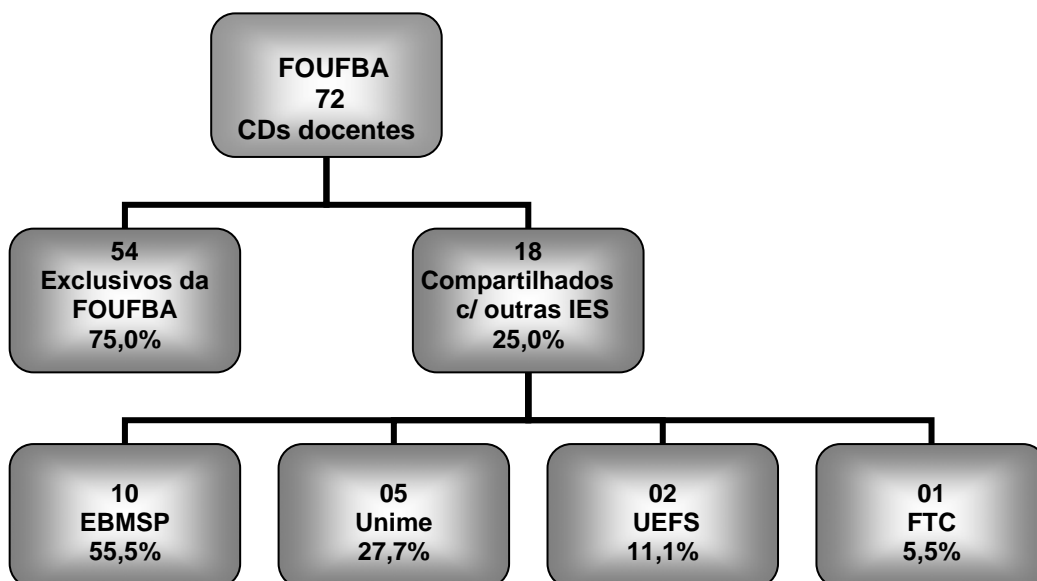 FOUFBA
72
CDs docentes
54
Exclusivos da
FOUFBA
75,0%
18
Compartilhados
c/ outras IES
25,0%
10
EBMSP
55,5%
05
Unime
27,7%
02
UEFS
11,1%
01
FTC
5,5%